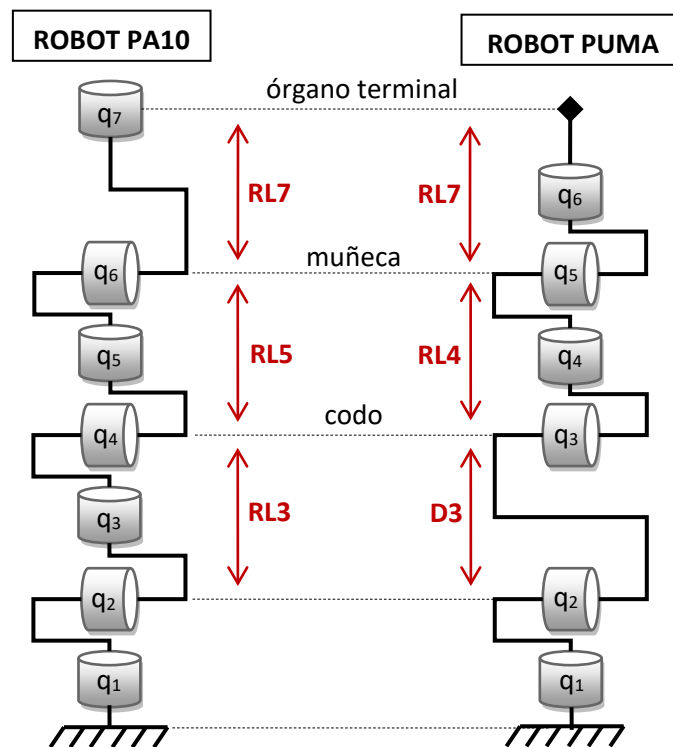 ROBOT PA10
ROBOT PUMA
órgano terminal
q7
RL7
RL7
q6
muñeca
q6
q5
q5
RL5
RL4
q4
codo
q4
q3
q3
RL3
D3
q2
q2
q1
q1